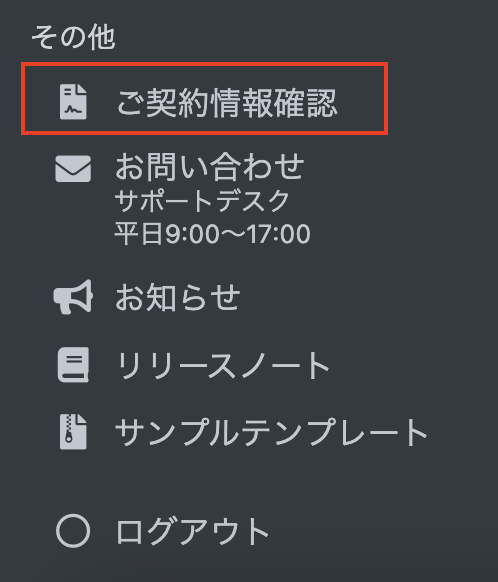 その他
ご契約情報確認
お問い合わせ
サポートデスク
平日9:00〜17:00
お知らせ
リリースノート
サンプルテンプレート
ログアウト